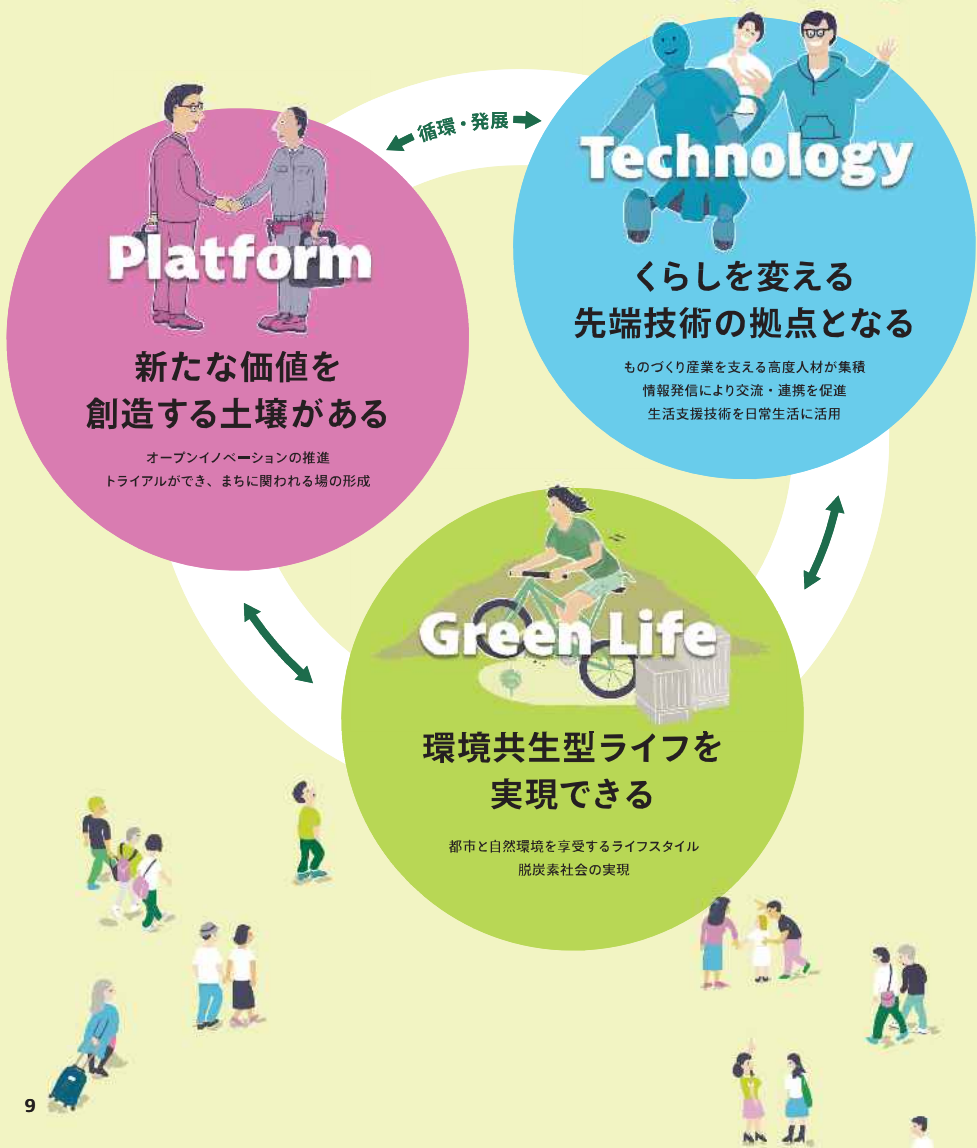 循環・発展
Technology
くらしを変える
先端技術の拠点となる
ものづくり産業を支える高度人材が集積
情報発信により交流・連携を促進
生活支援技術を日常生活に活用
Platform
新たな価値を
創造する土壌がある
オープンイノベーションの推進
トライアルができ、まちに関われる場の形成
Green Life
環境共生型ライフを
実現できる
都市と自然環境を享受するライフスタイル
脱炭素社会の実現
9